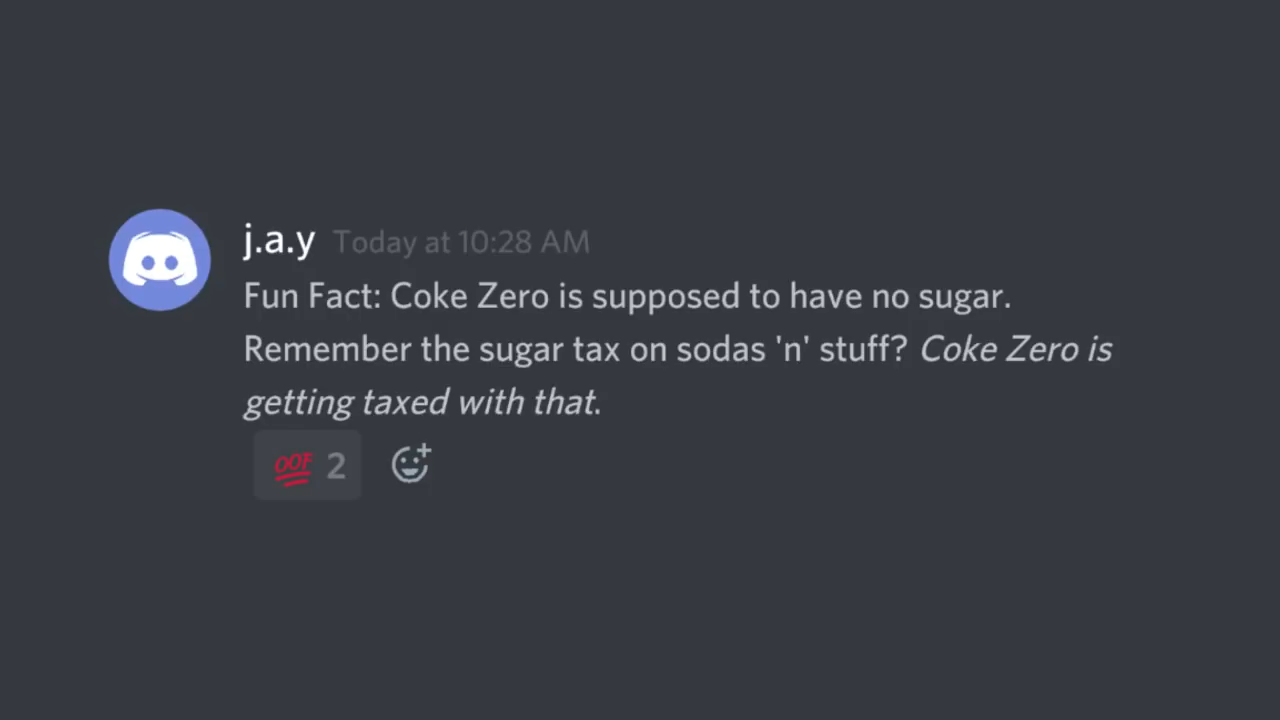 j.a.y Today at 10:28 AM
Fun Fact: Coke Zero is supposed to have no sugar.
Remember the sugar tax on sodas 'n' stuff? Coke Zero is
getting taxed with that.
OOF 2